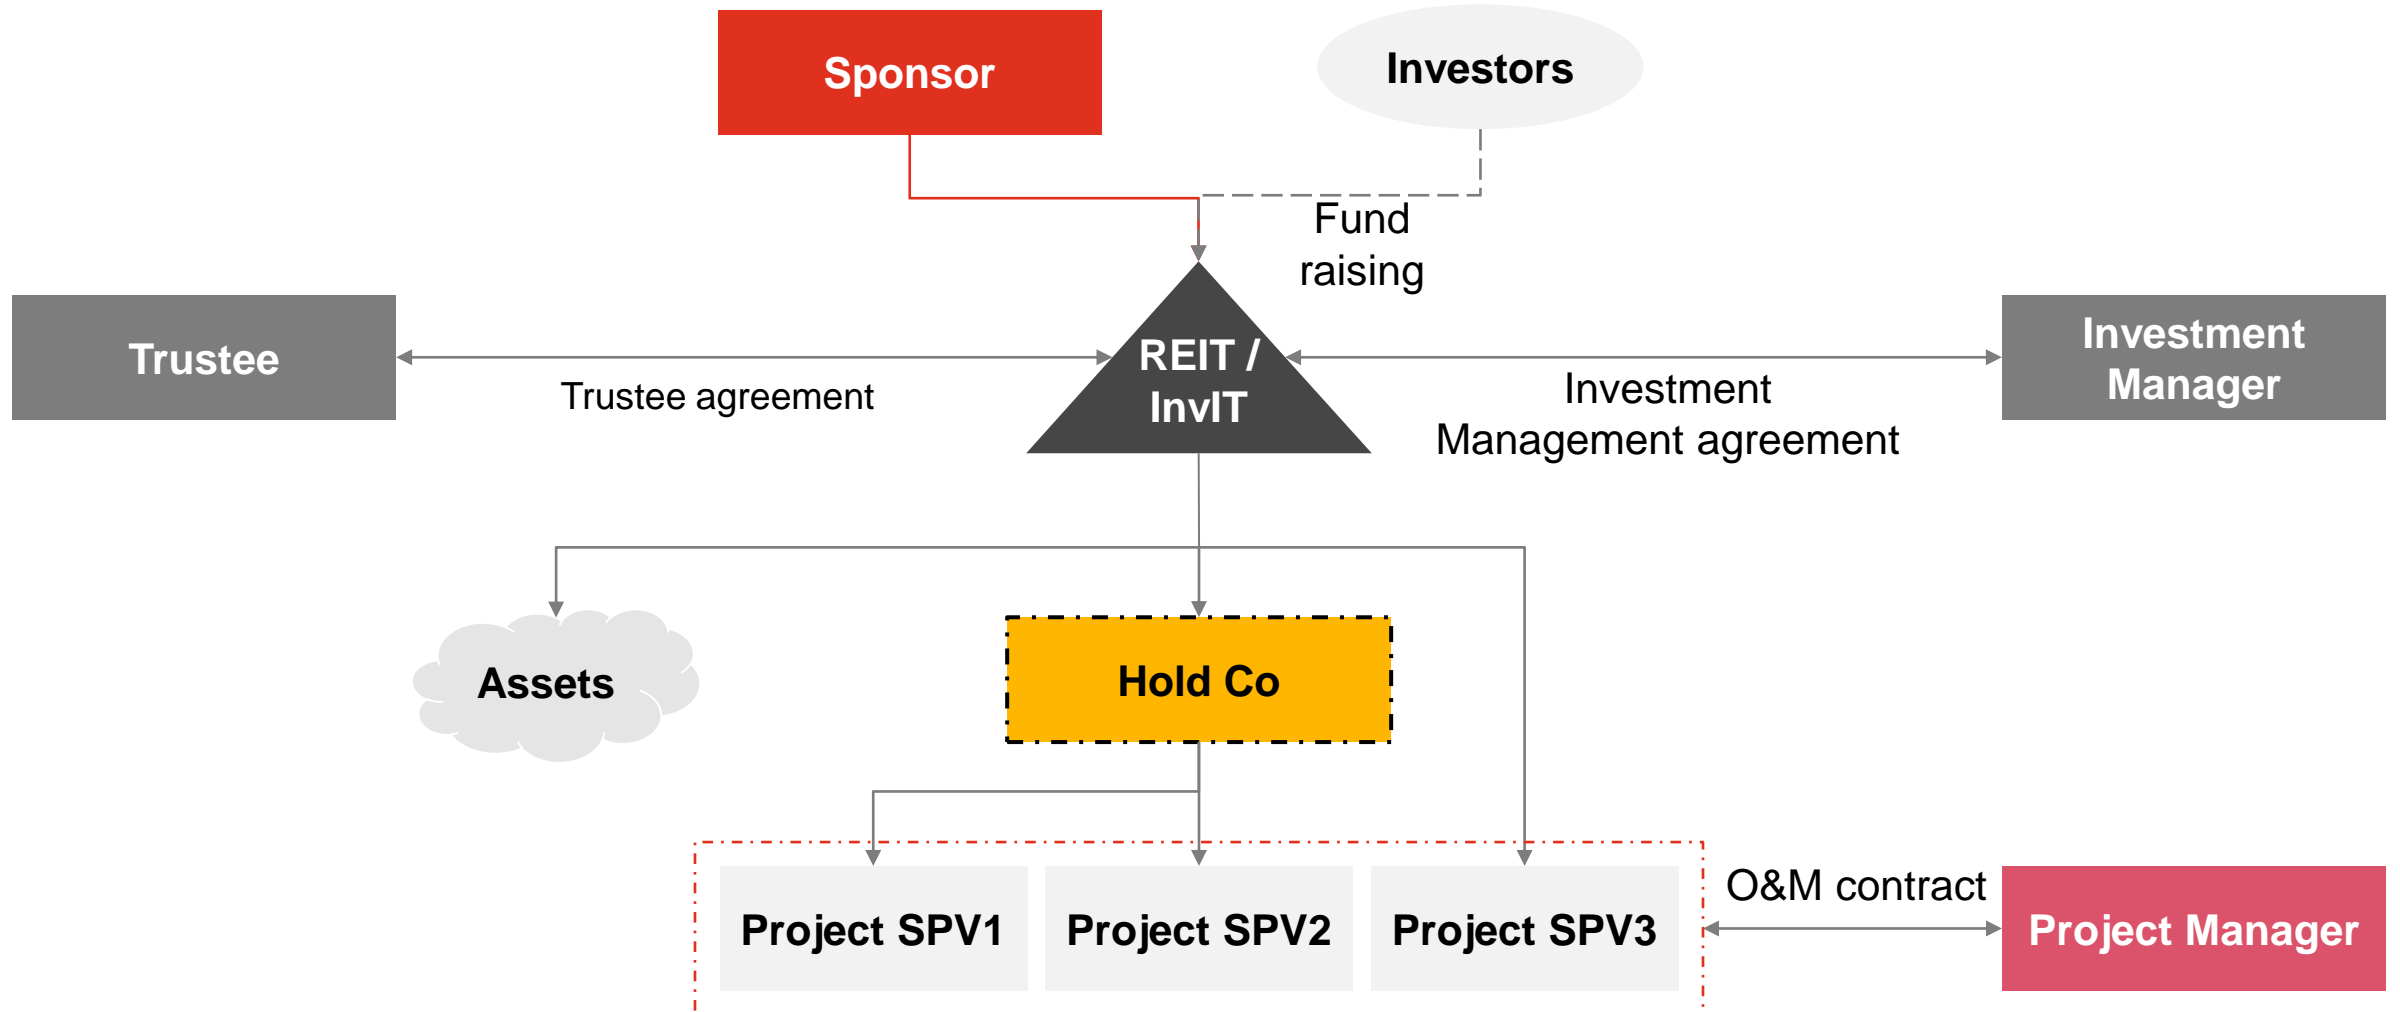 Sponsor
Investors
Fund
raising
Trustee
Trustee agreement
REIT /
InvIT
Investment
Management agreement
Investment
Manager
Assets
Hold Co
Project SPV1
Project SPV2
Project SPV3
O&M contract
Project Manager